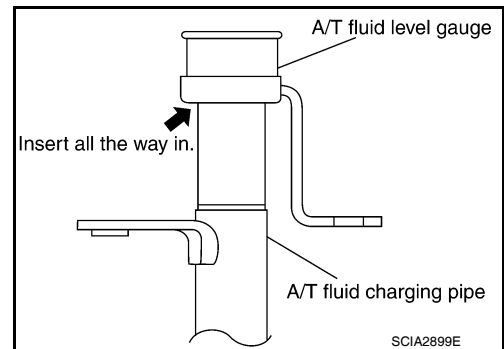 A/T fluid level gauge
Insert all the way in.
A/T fluid charging pipe
SCIA2899E